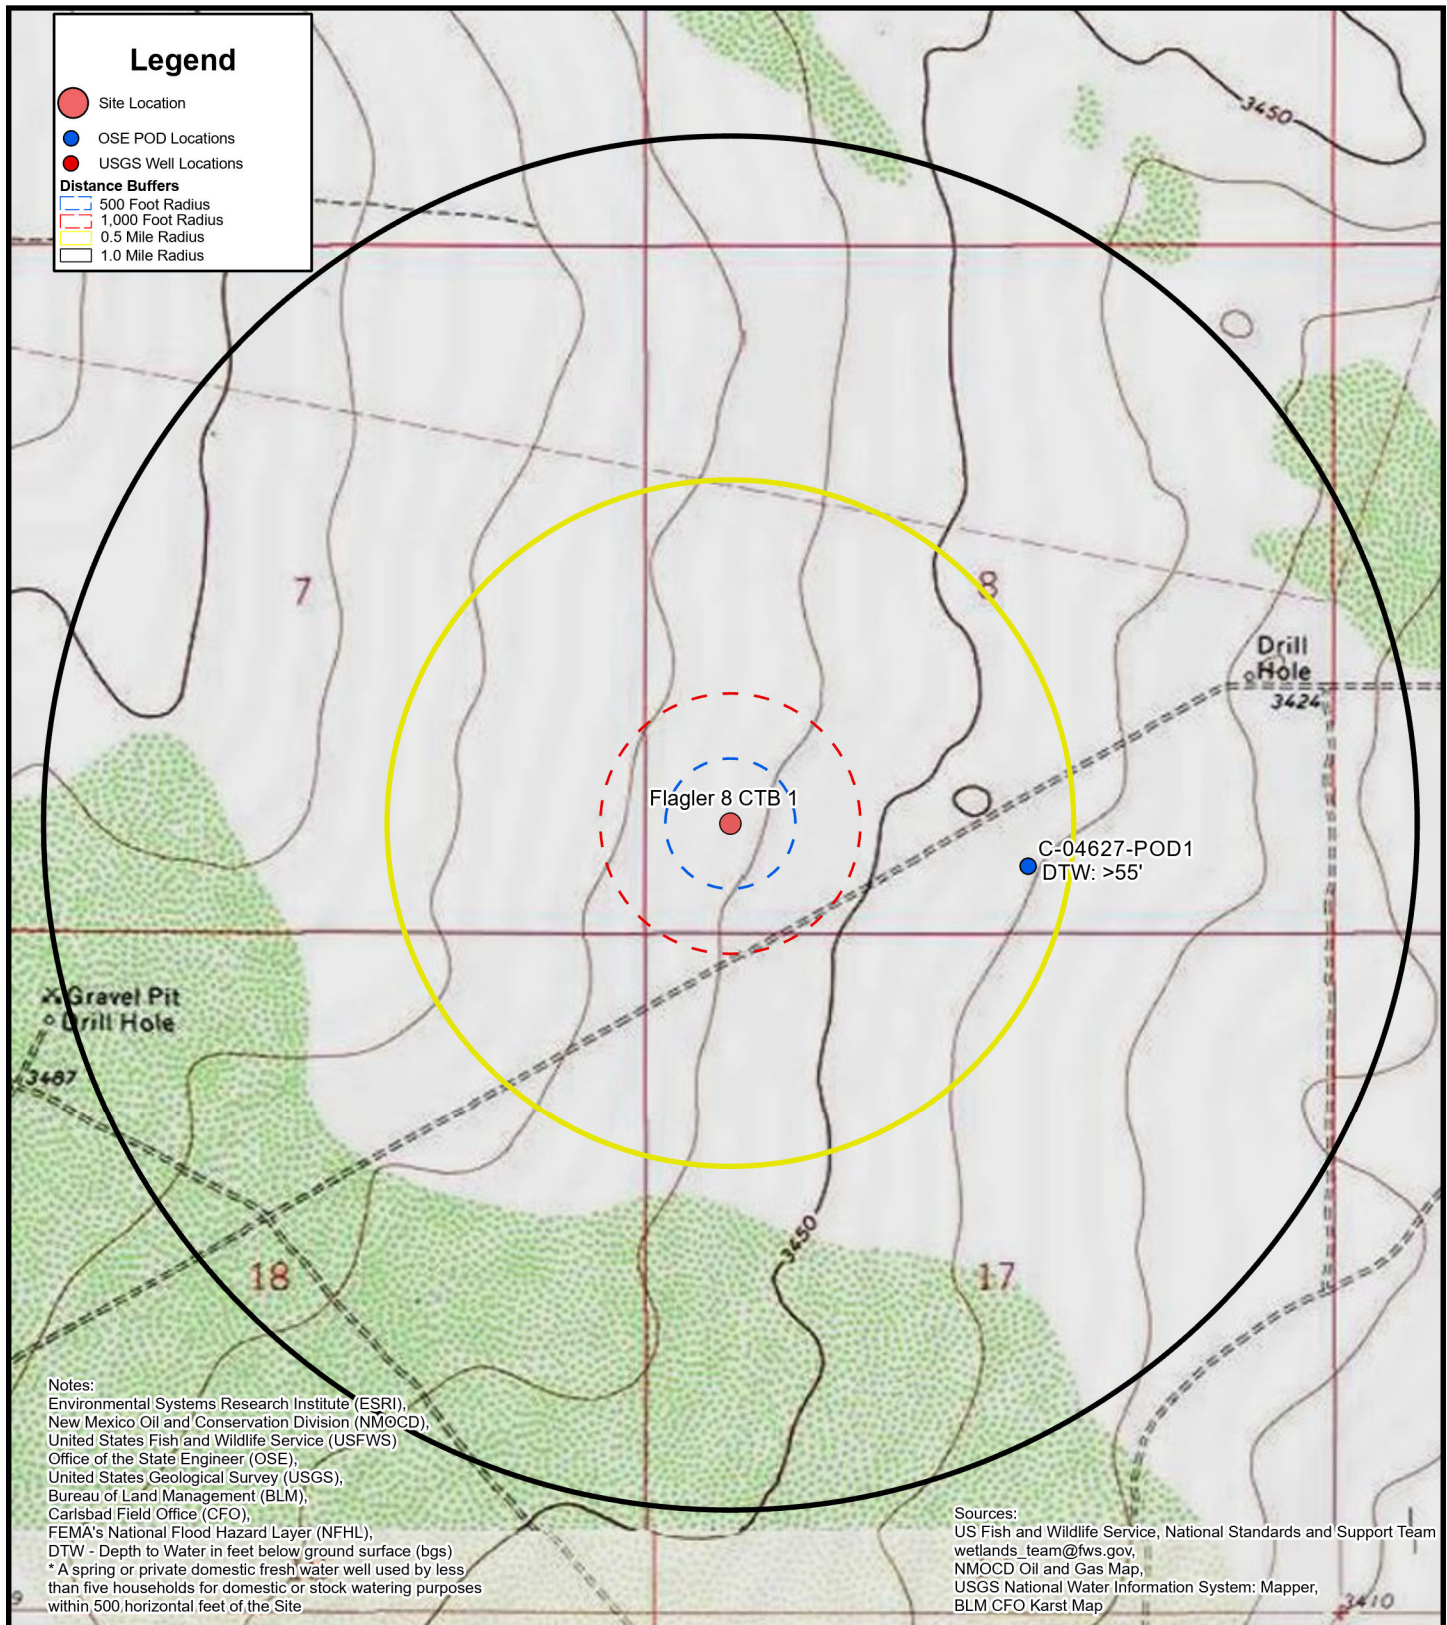 Legend
Site Location
OSE POD Locations
USGS Well Locations
Distance Buffers
500 Foot Radius
1,000 Foot Radius
0.5 Mile Radius
1.0 Mile Radius
3450
7
8
Drill
Hole
3424
Flagler 8 CTB 1
C-04627-POD1
DTW: >55'
Gravel Pit
Drill Hole
3487
3450
18
17
Notes:
Environmental Systems Research Institute (ESRI),
New Mexico Oil and Conservation Division (NMOCD),
United States Fish and Wildlife Service (USFWS)
Office of the State Engineer (OSE),
United States Geological Survey (USGS),
Bureau of Land Management (BLM),
Carlsbad Field Office (CFO),
FEMA's National Flood Hazard Layer (NFHL),
DTW - Depth to Water in feet below ground surface (bgs)
* A spring or private domestic fresh water well used by less
than five households for domestic or stock watering purposes
within 500 horizontal feet of the Site
Sources:
US Fish and Wildlife Service, National Standards and Support Team
wetlands_team@fws.gov,
NMOCD Oil and Gas Map,
USGS National Water Information System: Mapper,
BLM CFO Karst Map
3410